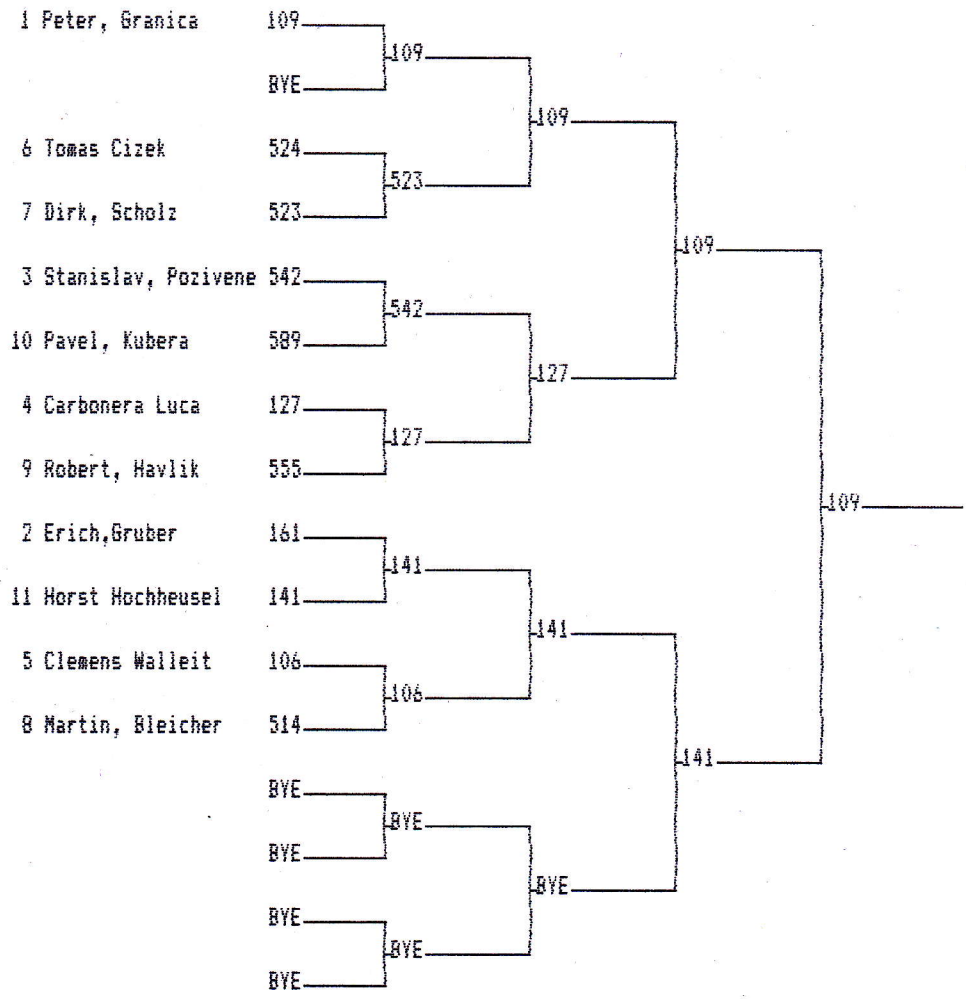 1 Peter, Granica 109
109
BYE
109
6 Tomas Cizek 524
523
7 Dirk, Scholz 523
109
3 Stanislav, Pozivene 542
542
10 Pavel, Kubera 589
127
4 Carbonera Luca 127
127
9 Robert, Havlik 555
109
2 Erich,Gruber 161
141
11 Horst Hochheusel 141
141
5 Clemens Walleit 106
106
8 Martin, Bleicher 514
141
BYE
BYE
BYE
BYE
BYE
BYE
BYE